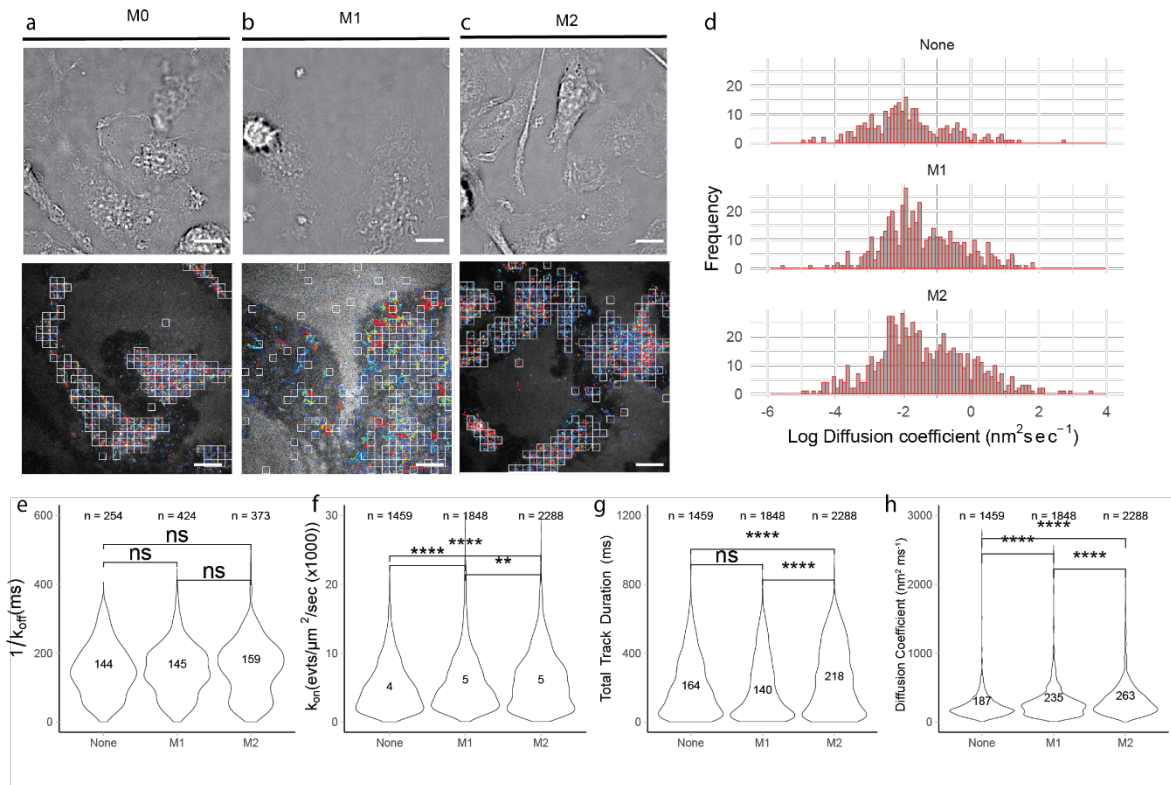 a M0 b M1 c M2 d
None
20
10
0
M1
20
10
0
M2
20
10
0
Frequency
-6 -4 -2 0 2 4
Log Diffusion coefficient (nm²sec⁻¹)
e
n = 254 n = 424 n = 373
ns
ns
ns
600
400
200
0
1/k_off(ms)
144 145 159
None M1 M2
f
n = 1459 n = 1848 n = 2288
****
****
**
30
20
10
0
k_on(evts/μm²/sec (x1000))
4 5 5
None M1 M2
g
n = 1459 n = 1848 n = 2288
****
ns
****
1200
800
400
0
Total Track Duration (ms)
164 140 218
None M1 M2
h
n = 1459 n = 1848 n = 2288
****
****
****
3000
2000
1000
0
Diffusion Coefficient (nm² ms⁻¹)
187 235 263
None M1 M2